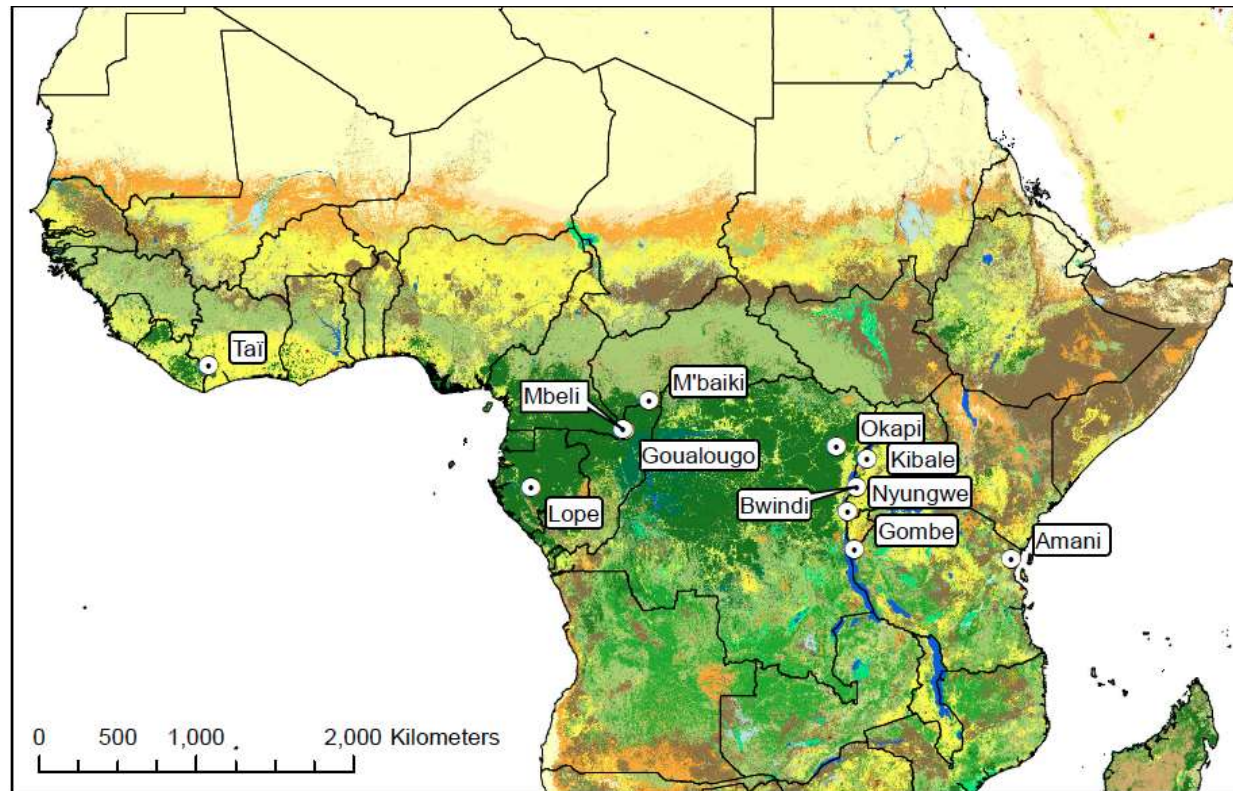 Taï
M'baiki
Mbeli
Okapi
Goualougo
Kibale
Nyungwe
Bwindi
Lope
Gombe
Amani
0 500 1,000 2,000 Kilometers